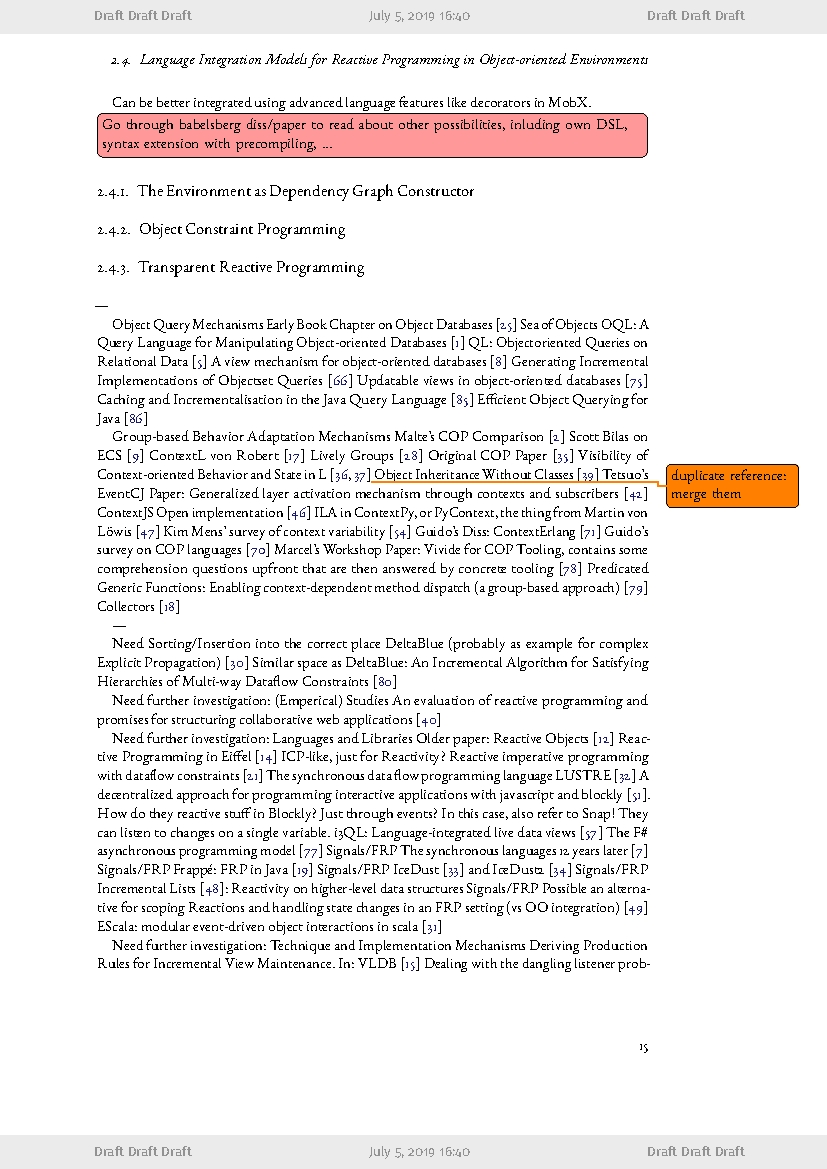 Draft Draft Draft July 5, 2019 16:40 Draft Draft Draft
2.4. Language Integration Models for Reactive Programming in Object-oriented Environments
Can be better integrated using advanced language features like decorators in MobX.
Go through babelsberg diss/paper to read about other possibilities, inluding own DSL,
syntax extension with precompiling, ...
2.4.1. The Environment as Dependency Graph Constructor
2.4.2. Object Constraint Programming
2.4.3. Transparent Reactive Programming
—
Object Query Mechanisms Early Book Chapter on Object Databases [25] Sea of Objects OQL: A
Query Language for Manipulating Object-oriented Databases [1] QL: Objectoriented Queries on
Relational Data [5] A view mechanism for object-oriented databases [8] Generating Incremental
Implementations of Objectset Queries [66] Updatable views in object-oriented databases [75]
Caching and Incrementalisation in the Java Query Language [85] Efficient Object Querying for
Java [86]
Group-based Behavior Adaptation Mechanisms Malte's COP Comparison [2] Scott Bilas on
ECS [9] ContextL von Robert [17] Lively Groups [28] Original COP Paper [35] Visibility of
Context-oriented Behavior and State in L [36, 37] Object Inheritance Without Classes [39] Tetsuo's
duplicate reference:
merge them
EventCJ Paper: Generalized layer activation mechanism through contexts and subscribers [42]
ContextJS Open implementation [46] ILA in ContextPy, or PyContext, the thing from Martin von
Löwis [47] Kim Mens' survey of context variability [54] Guido's Diss: ContextErlang [71] Guido's
survey on COP languages [70] Marcel's Workshop Paper: Vivide for COP Tooling, contains some
comprehension questions upfront that are then answered by concrete tooling [78] Predicated
Generic Functions: Enabling context-dependent method dispatch (a group-based approach) [79]
Collectors [18]
—
Need Sorting/Insertion into the correct place DeltaBlue (probably as example for complex
Explicit Propagation) [30] Similar space as DeltaBlue: An Incremental Algorithm for Satisfying
Hierarchies of Multi-way Dataflow Constraints [80]
Need further investigation: (Emperical) Studies An evaluation of reactive programming and
promises for structuring collaborative web applications [40]
Need further investigation: Languages and Libraries Older paper: Reactive Objects [12] Reac-
tive Programming in Eiffel [14] ICP-like, just for Reactivity? Reactive imperative programming
with dataflow constraints [21] The synchronous data flow programming language LUSTRE [32] A
decentralized approach for programming interactive applications with javascript and blockly [51].
How do they reactive stuff in Blockly? Just through events? In this case, also refer to Snap! They
can listen to changes on a single variable. i3QL: Language-integrated live data views [57] The F#
asynchronous programming model [77] Signals/FRP The synchronous languages 12 years later [7]
Signals/FRP Frappé: FRP in Java [19] Signals/FRP IceDust [33] and IceDust2 [34] Signals/FRP
Incremental Lists [48]: Reactivity on higher-level data structures Signals/FRP Possible an alterna-
tive for scoping Reactions and handling state changes in an FRP setting (vs OO integration) [49]
EScala: modular event-driven object interactions in scala [31]
Need further investigation: Technique and Implementation Mechanisms Deriving Production
Rules for Incremental View Maintenance. In: VLDB [15] Dealing with the dangling listener prob-
15
Draft Draft Draft July 5, 2019 16:40 Draft Draft Draft